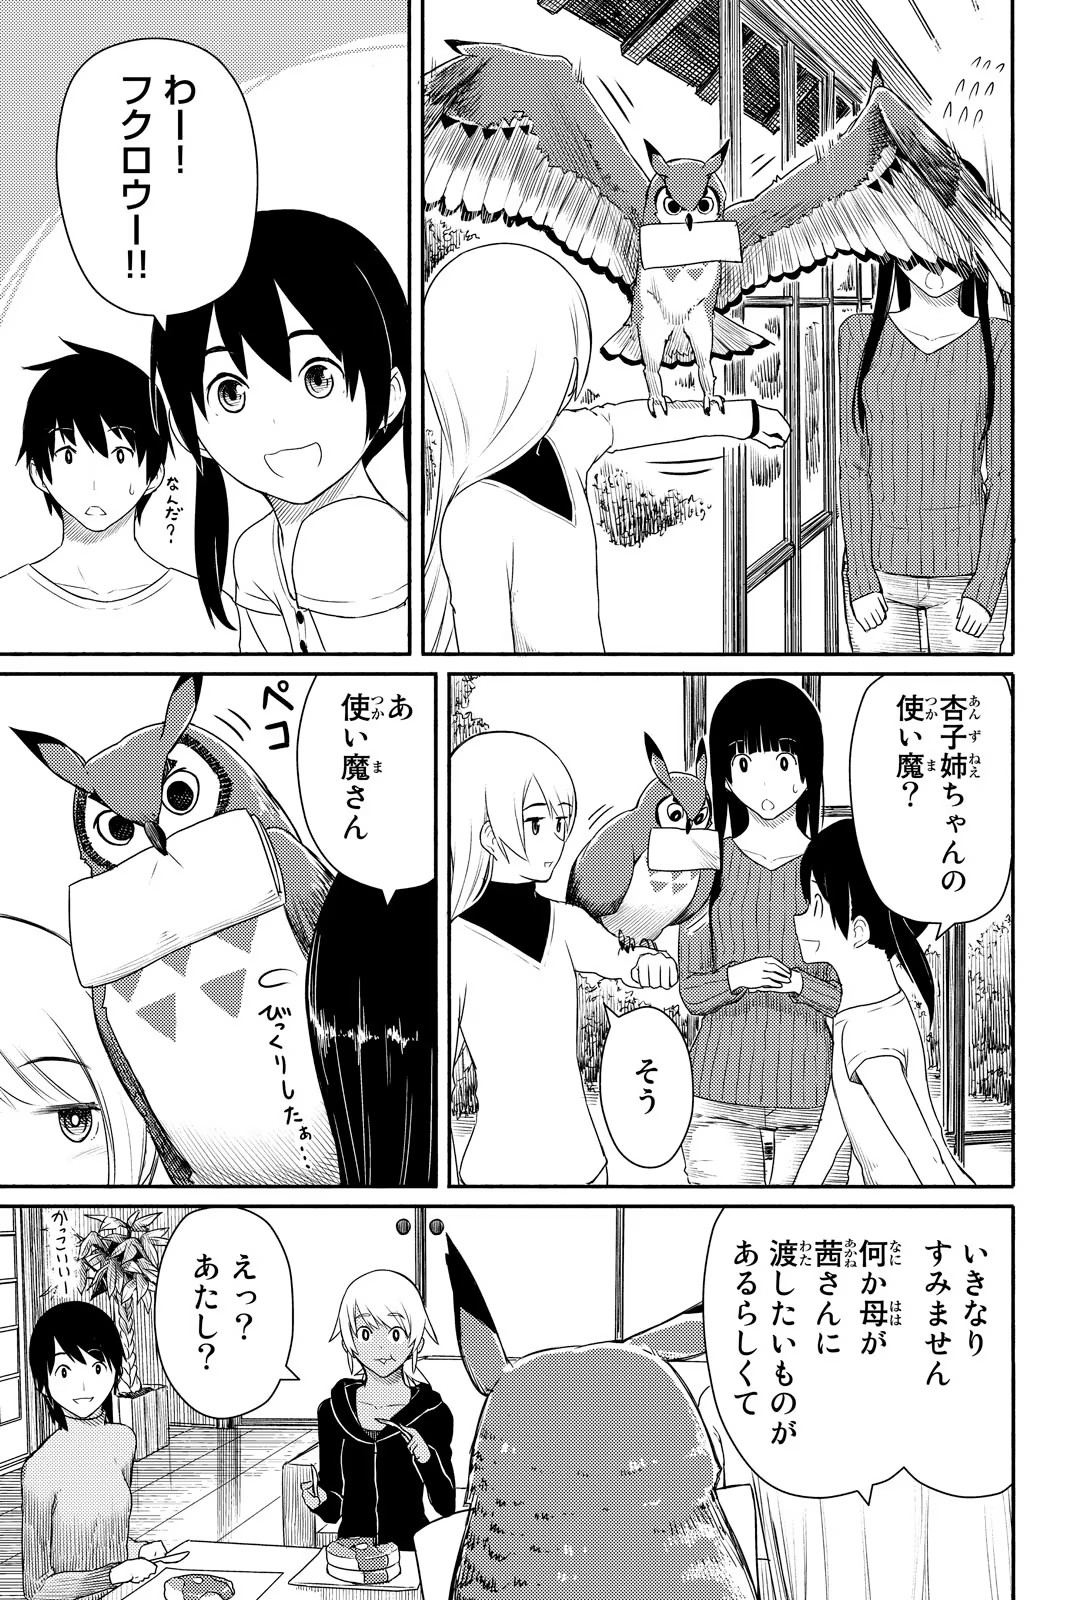 わー！
フクロウー!!
なんだ？
杏子姉ちゃんの
使い魔？
そう
あ
使い魔さん
ペコ
びっくりしたぁ…
いきなり
すみません
何か母が
茜さんに
渡したいものが
あるらしくて
えっ？
あたし？
かっこいいー